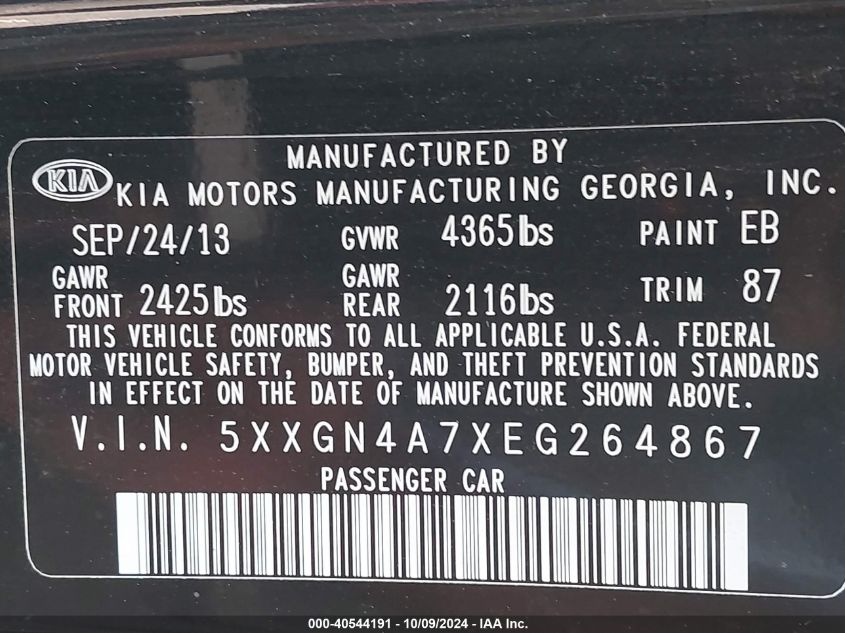 MANUFACTURED BY
KIA KIA MOTORS MANUFACTURING GEORGIA, INC.
SEP/24/13 GVWR 4365lbs PAINT EB
GAWR GAWR
FRONT 2425lbs REAR 2116lbs TRIM 87
THIS VEHICLE CONFORMS TO ALL APPLICABLE U.S.A. FEDERAL
MOTOR VEHICLE SAFETY, BUMPER, AND THEFT PREVENTION STANDARDS
IN EFFECT ON THE DATE OF MANUFACTURE SHOWN ABOVE.
V.I.N. 5XXGN4A7XEG264867
PASSENGER CAR
000-40544191 - 10/09/2024 - IAA Inc.